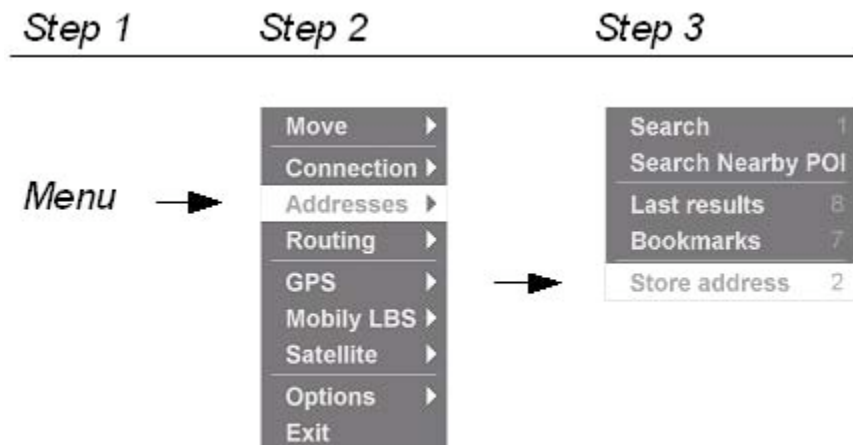 Step 1 Step 2 Step 3
Menu
Move
Connection
Addresses
Routing
GPS
Mobily LBS
Satellite
Options
Exit
Search 1
Search Nearby POI
Last results 8
Bookmarks 7
Store address 2